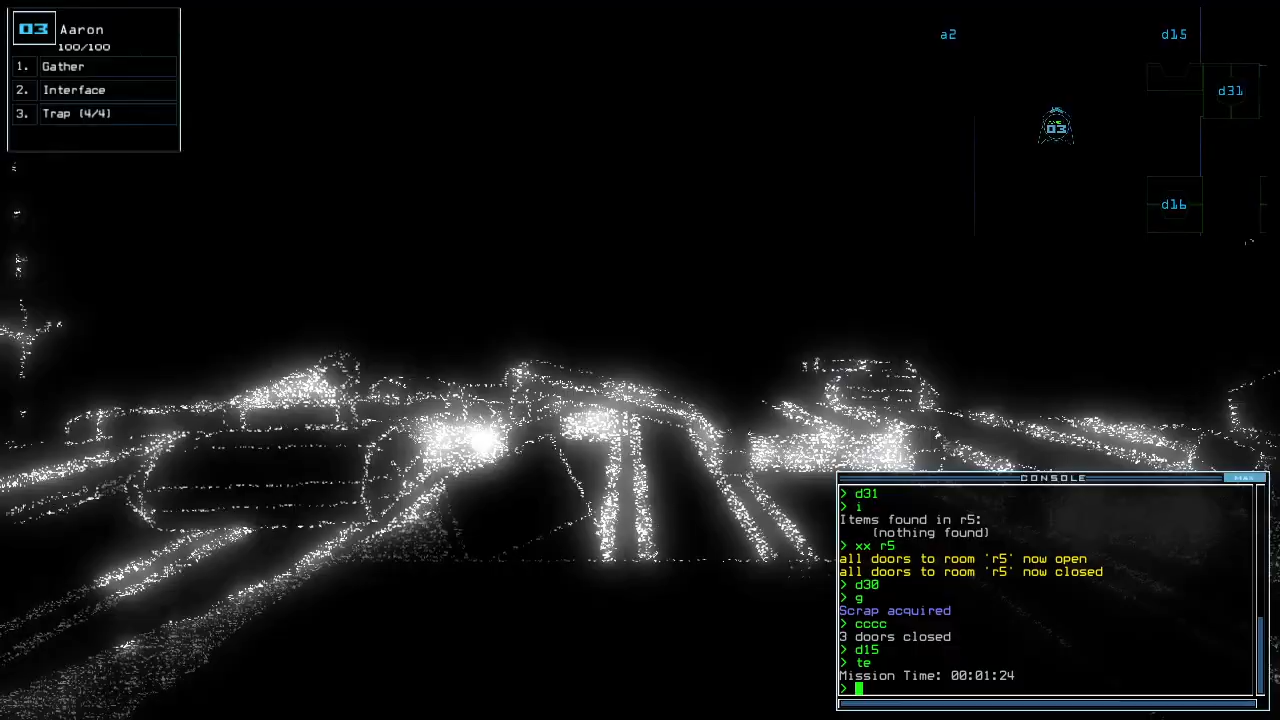 03 Aaron
100/100
1. Gather
2. Interface
3. Trap (4/4)
a2
d15
d31
03
d16
CONSOLE
MAX
> d31
> i
Items found in r5:
(nothing found)
> xx r5
all doors to room 'r5' now open
all doors to room 'r5' now closed
> d30
> g
Scrap acquired
> cccc
3 doors closed
> d15
> te
Mission Time: 00:01:24
>